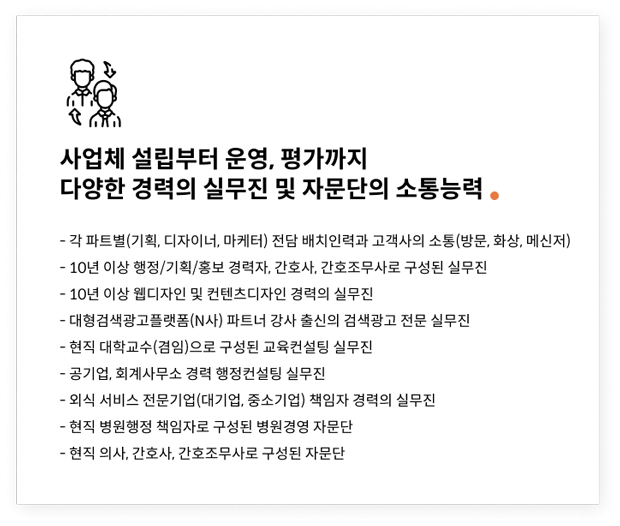 사업체 설립부터 운영, 평가까지
다양한 경력의 실무진 및 자문단의 소통능력
- 각 파트별(기획, 디자이너, 마케터) 전담 배치인력과 고객사의 소통(방문, 화상, 메신저)
- 10년 이상 행정/기획/홍보 경력자, 간호사, 간호조무사로 구성된 실무진
- 10년 이상 웹디자인 및 컨텐츠디자인 경력의 실무진
- 대형검색광고플랫폼(N사) 파트너 강사 출신의 검색광고 전문 실무진
- 현직 대학교수(겸임)으로 구성된 교육컨설팅 실무진
- 공기업, 회계사무소 경력 행정컨설팅 실무진
- 외식 서비스 전문기업(대기업, 중소기업) 책임자 경력의 실무진
- 현직 병원행정 책임자로 구성된 병원경영 자문단
- 현직 의사, 간호사, 간호조무사로 구성된 자문단